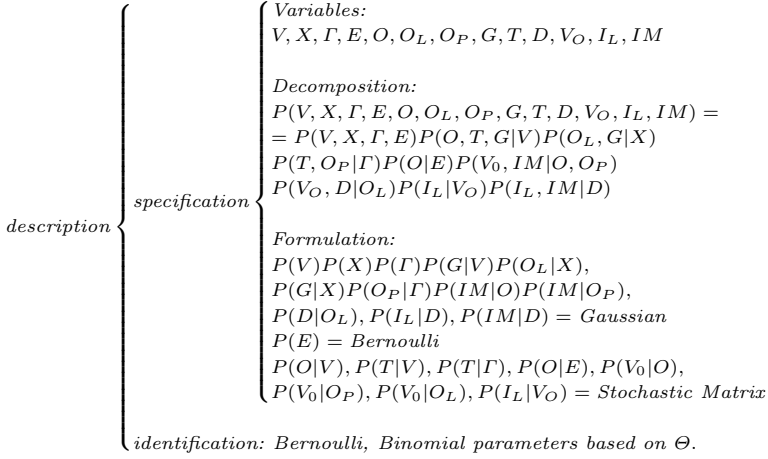 Variables:
V, X, Γ, E, O, O_L, O_P, G, T, D, V_O, I_L, IM
Decomposition:
P(V, X, Γ, E, O, O_L, O_P, G, T, D, V_O, I_L, IM) =
= P(V, X, Γ, E)P(O, T, G|V)P(O_L, G|X)
P(T, O_P|Γ)P(O|E)P(V_0, IM|O, O_P)
P(V_O, D|O_L)P(I_L|V_O)P(I_L, IM|D)
description { specification {
Formulation:
P(V)P(X)P(Γ)P(G|V)P(O_L|X),
P(G|X)P(O_P|Γ)P(IM|O)P(IM|O_P),
P(D|O_L), P(I_L|D), P(IM|D) = Gaussian
P(E) = Bernoulli
P(O|V), P(T|V), P(T|Γ), P(O|E), P(V_0|O),
P(V_0|O_P), P(V_0|O_L), P(I_L|V_O) = Stochastic Matrix
identification: Bernoulli, Binomial parameters based on Θ.